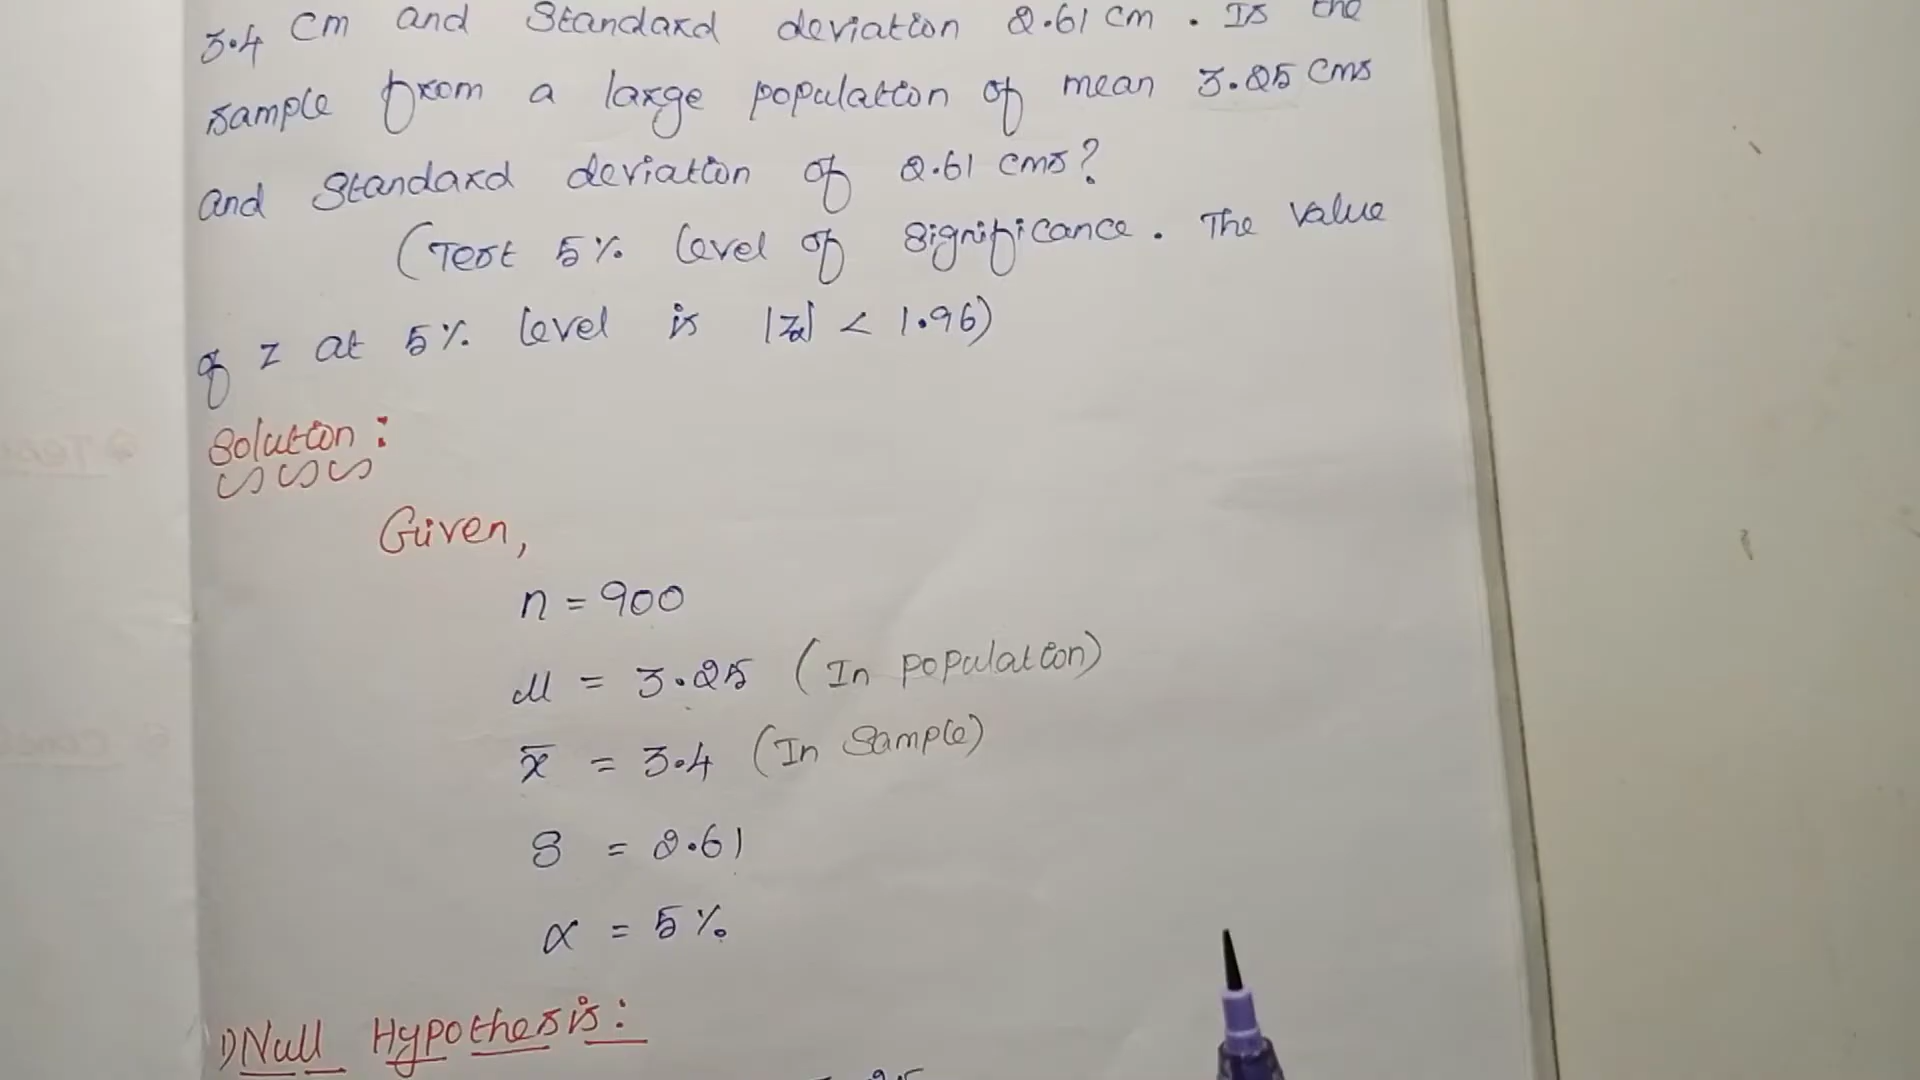 3.4 cm and Standard deviation 2.61 cm. Is the
sample from a large population of mean 3.25 cms
and Standard deviation of 2.61 cms?
(Test 5% level of significance. The value
of z at 5% level is |zα| < 1.96)
Solution:
Given,
n = 900
μ = 3.25 (In population)
x̄ = 3.4 (In Sample)
S = 2.61
α = 5%
1) Null Hypothesis: